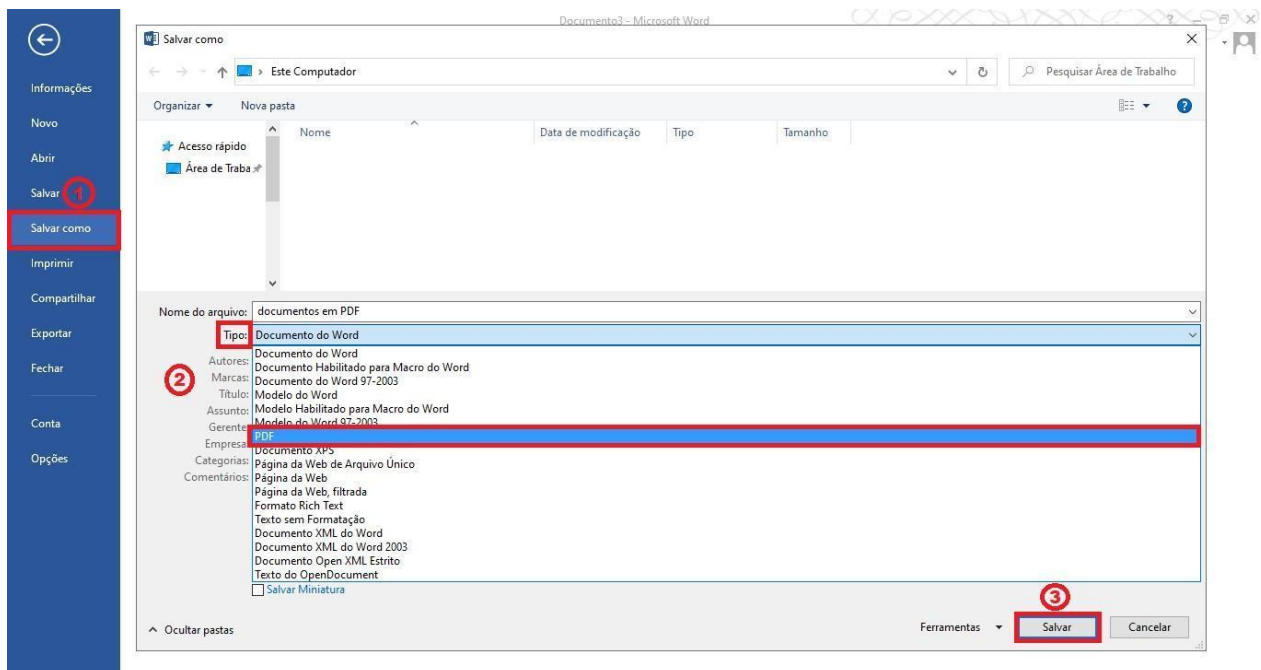 Documento3 - Microsoft Word
Salvar como
Este Computador
Pesquisar Área de Trabalho
Organizar
Nova pasta
Nome
Data de modificação
Tipo
Tamanho
Acesso rápido
Área de Traba
Informações
Novo
Abrir
Salvar
1
Salvar como
Imprimir
Compartilhar
Exportar
Fechar
Conta
Opções
Nome do arquivo: documentos em PDF
Tipo: Documento do Word
2
Autores:
Marcas:
Título:
Assunto:
Gerente
Empresa
Categorias:
Comentários:
Documento do Word
Documento Habilitado para Macro do Word
Documento do Word 97-2003
Modelo do Word
Modelo Habilitado para Macro do Word
Modelo do Word 97-2003
PDF
Documento XPS
Página da Web de Arquivo Único
Página da Web
Página da Web, filtrada
Formato Rich Text
Texto sem Formatação
Documento XML do Word
Documento XML do Word 2003
Documento Open XML Estrito
Texto do OpenDocument
Salvar Miniatura
3
Ocultar pastas
Ferramentas
Salvar
Cancelar